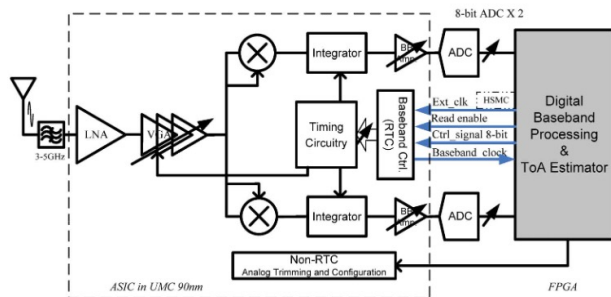 8-bit ADC X 2
Integrator
ADC
3-5GHz
LNA
VGA
Timing
Circuitry
Baseband Ctrl.
(RTC)
Ext_clk
HSMC
Read enable
Ctrl_signal 8-bit
Baseband_clock
Digital
Baseband
Processing
&
ToA Estimator
Integrator
ADC
Non-RTC
Analog Trimming and Configuration
ASIC in UMC 90nm
FPGA